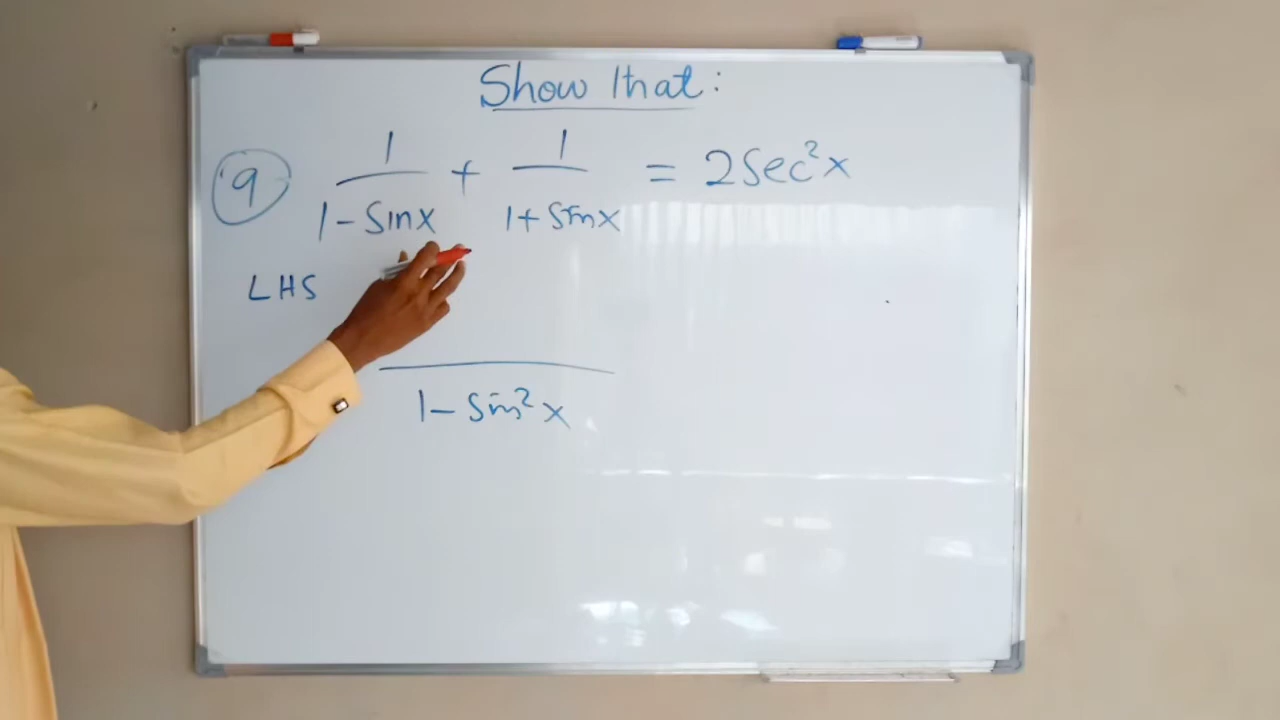 Show that:
9 1/(1 - Sinx) + 1/(1 + Sinx) = 2Sec²x
LHS
1 - Sin²x